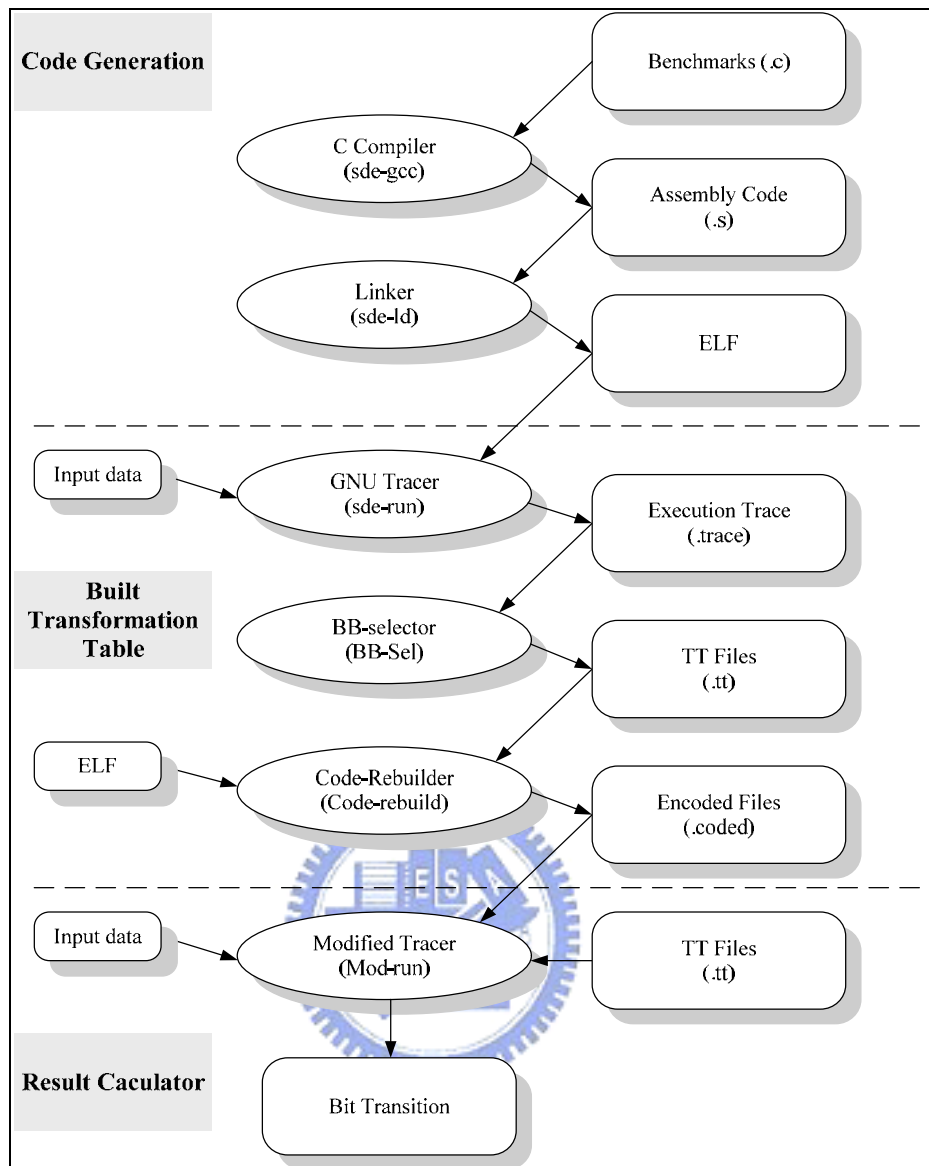 Code Generation
Benchmarks (.c)
C Compiler
(sde-gcc)
Assembly Code
(.s)
Linker
(sde-ld)
ELF
Input data
GNU Tracer
(sde-run)
Execution Trace
(.trace)
Built
Transformation
Table
BB-selector
(BB-Sel)
TT Files
(.tt)
ELF
Code-Rebuilder
(Code-rebuild)
Encoded Files
(.coded)
E S A
Input data
Modified Tracer
(Mod-run)
TT Files
(.tt)
Result Caculator
Bit Transition